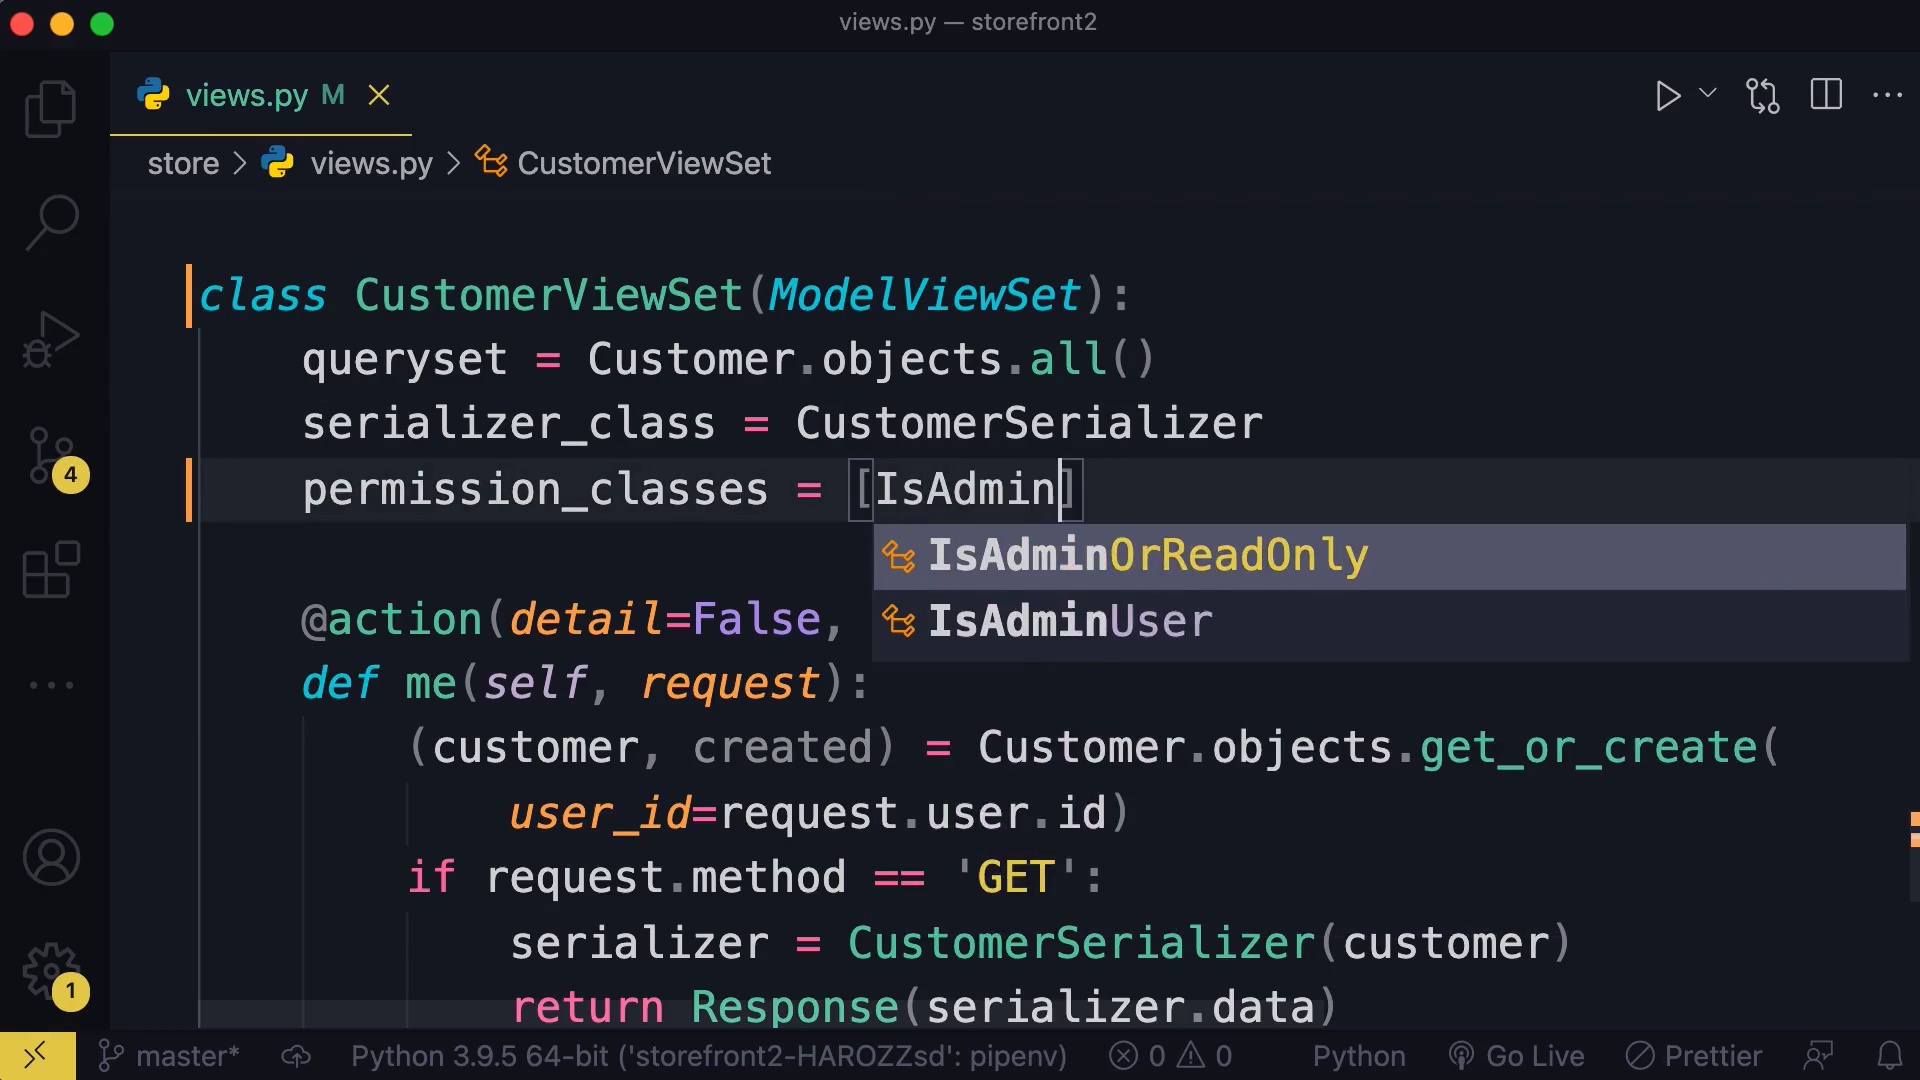 views.py — storefront2
views.py M
store > views.py > CustomerViewSet
class CustomerViewSet(ModelViewSet):
queryset = Customer.objects.all()
serializer_class = CustomerSerializer
permission_classes = [IsAdmin]
IsAdminOrReadOnly
@action(detail=False,
IsAdminUser
def me(self, request):
(customer, created) = Customer.objects.get_or_create(
user_id=request.user.id)
if request.method == 'GET':
serializer = CustomerSerializer(customer)
return Response(serializer.data)
4
1
master* Python 3.9.5 64-bit ('storefront2-HAROZZsd': pipenv) 0 0 Python Go Live Prettier